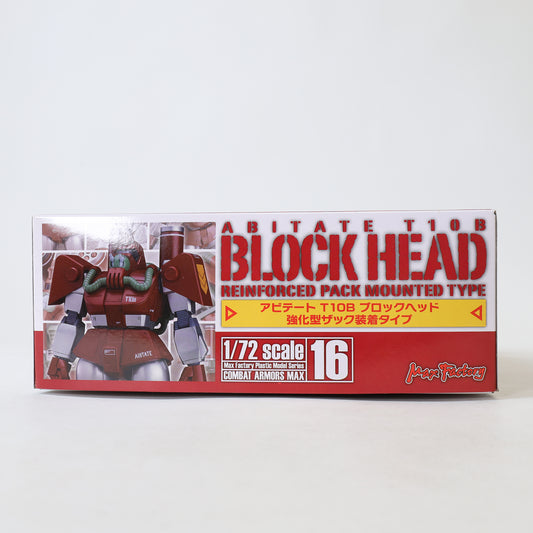 ABITATE T10B
BLOCK HEAD
REINFORCED PACK MOUNTED TYPE
アビテート T10B ブロックヘッド
強化型ザック装着タイプ
1/72 scale
Max Factory Plastic Model Series
COMBAT ARMORS MAX
16
Max Factory
T10B
ABITATE